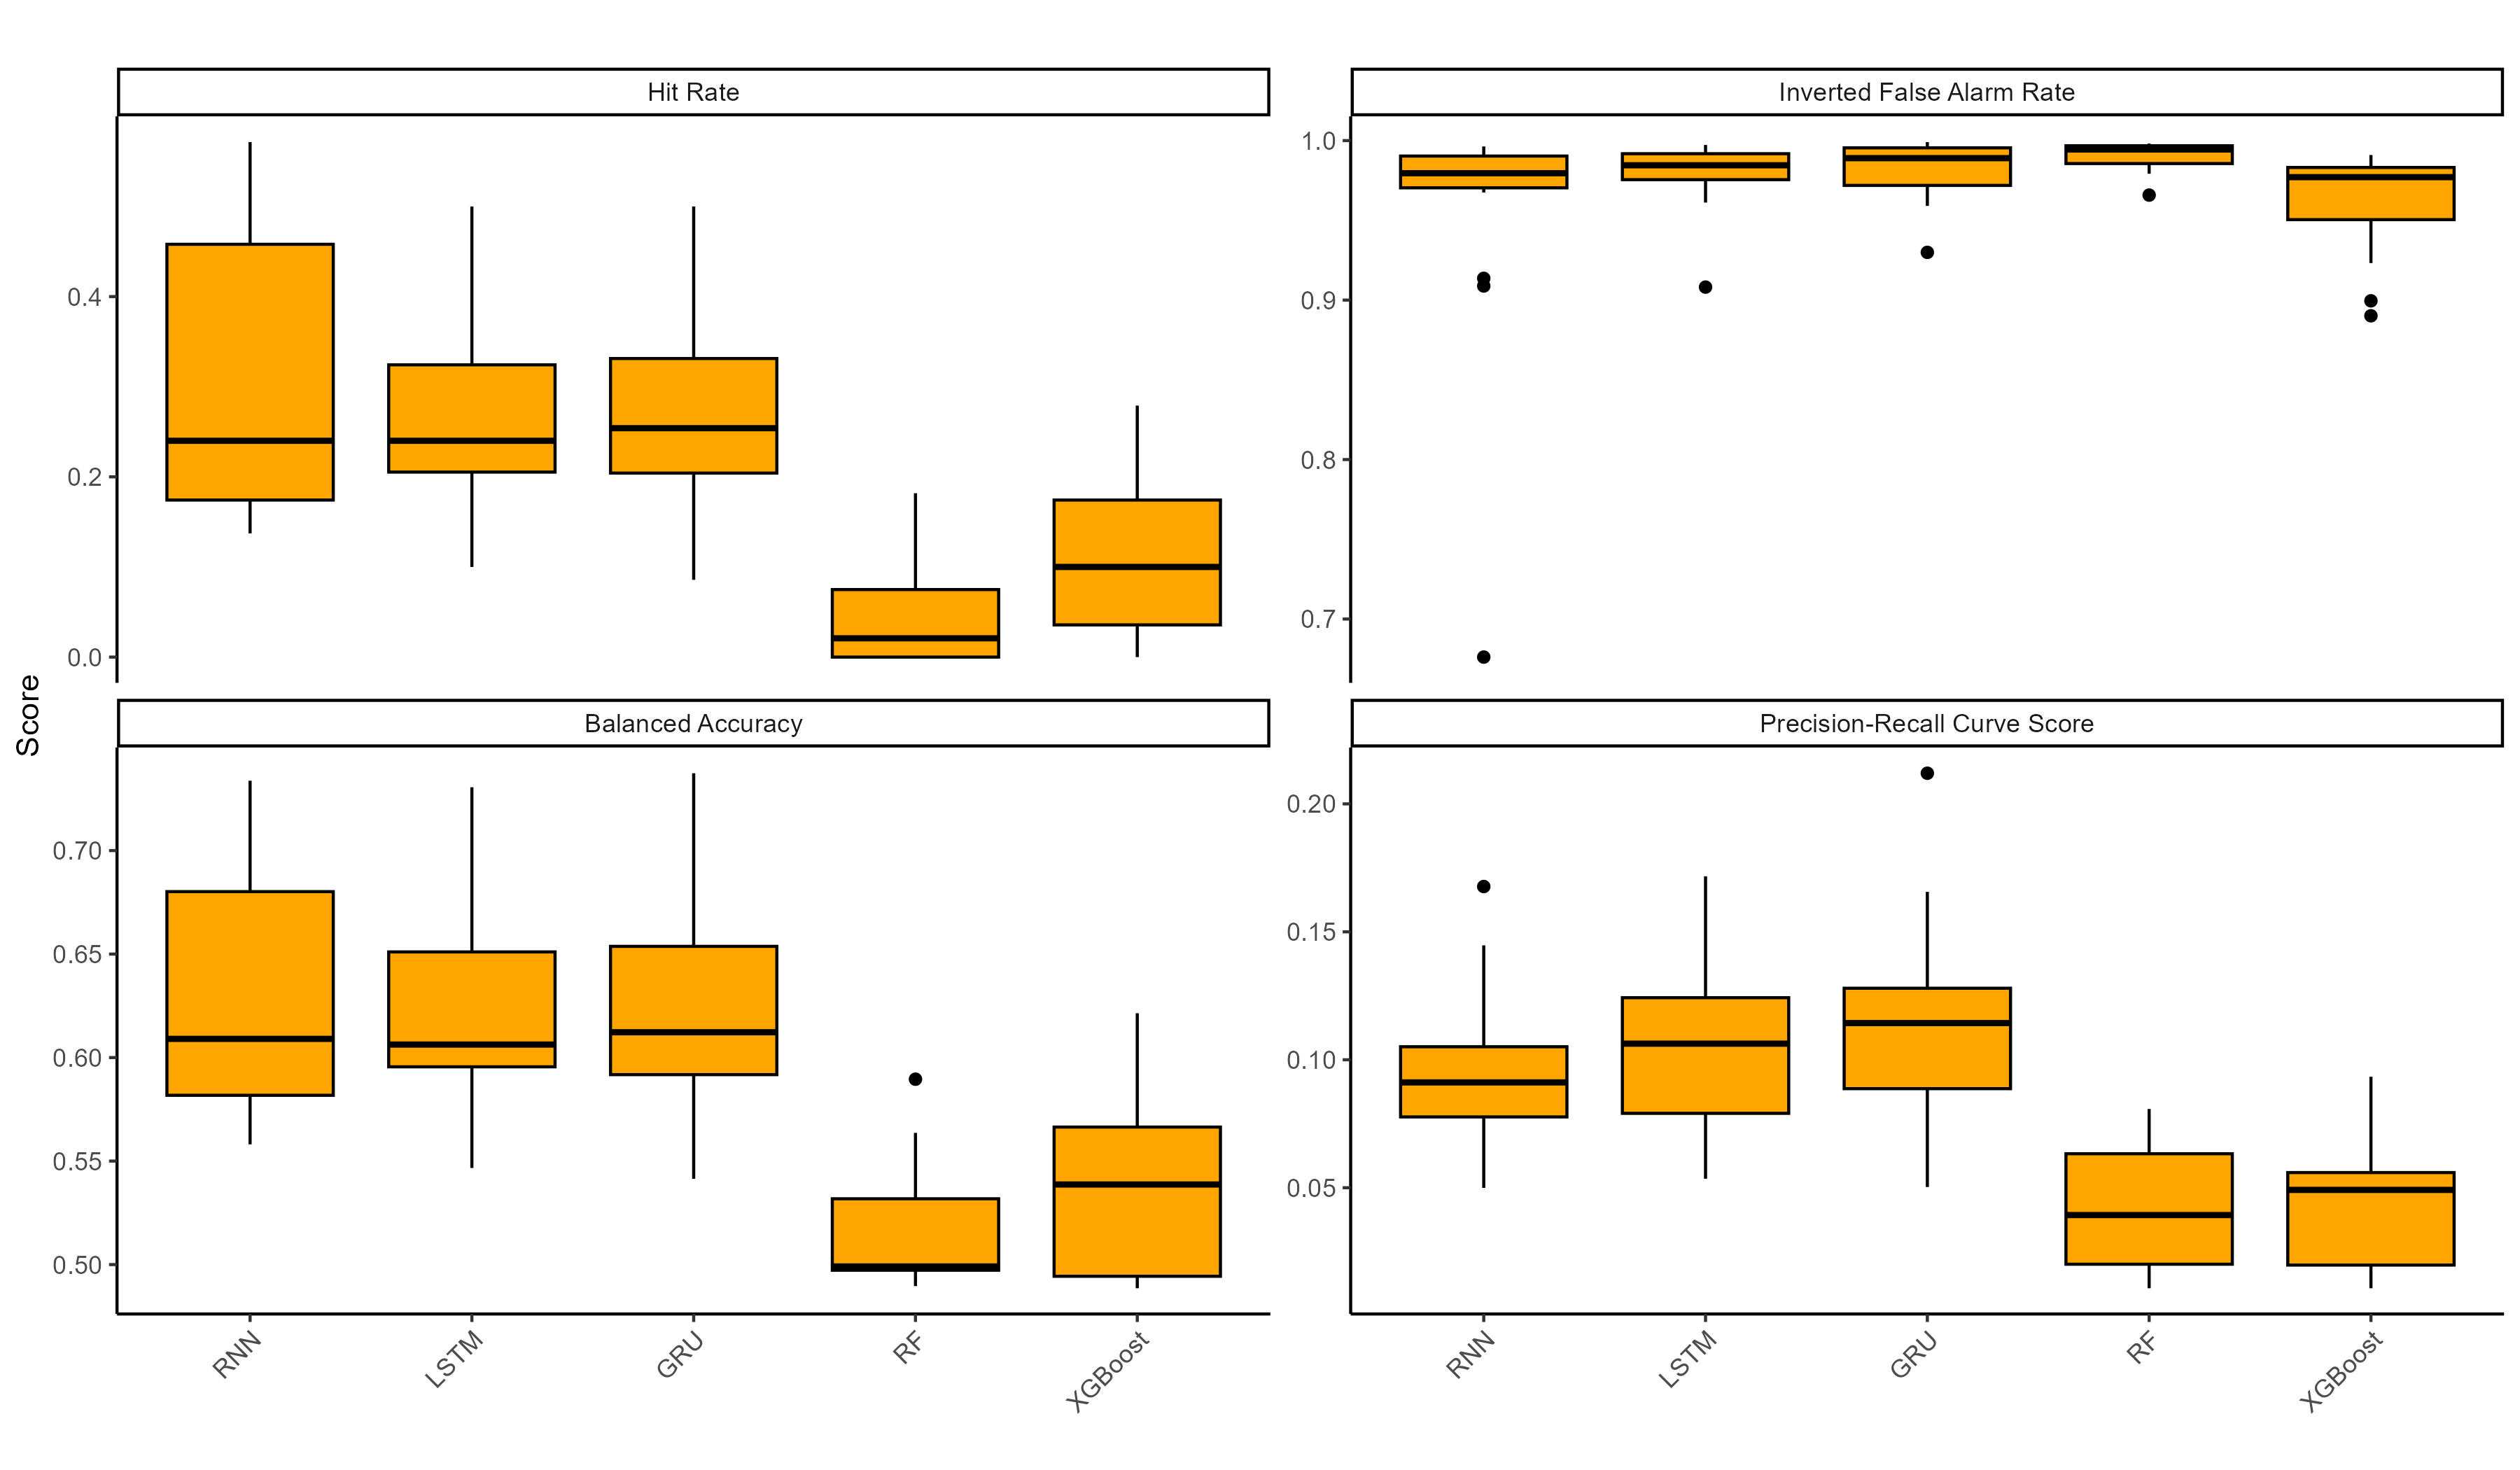 Hit Rate
Inverted False Alarm Rate
0.4
0.2
0.0
1.0
0.9
0.8
0.7
Score
Balanced Accuracy
Precision-Recall Curve Score
0.70
0.65
0.60
0.55
0.50
0.20
0.15
0.10
0.05
RNN
LSTM
GRU
RF
XGBoost
RNN
LSTM
GRU
RF
XGBoost